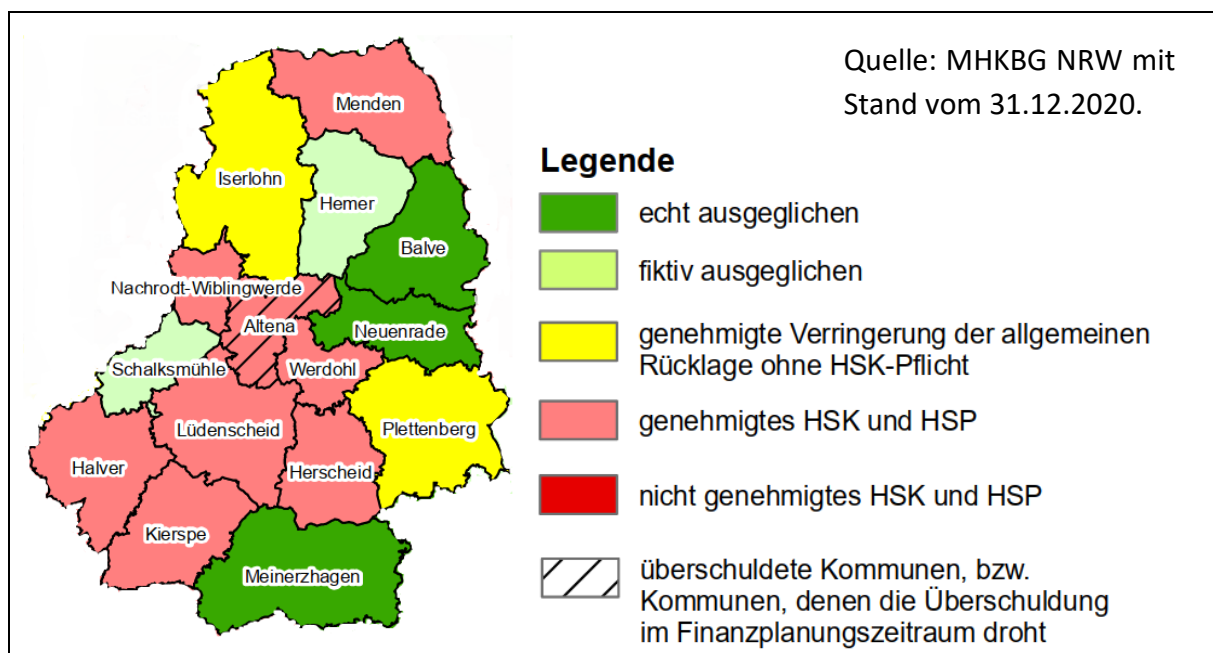 Quelle: MHKBG NRW mit
Stand vom 31.12.2020.
Menden
Iserlohn
Hemer
Balve
Nachrodt-Wiblingwerde
Altena
Neuenrade
Schalksmühle
Werdohl
Lüdenscheid
Plettenberg
Halver
Herscheid
Kierspe
Meinerzhagen
Legende
echt ausgeglichen
fiktiv ausgeglichen
genehmigte Verringerung der allgemeinen
Rücklage ohne HSK-Pflicht
genehmigtes HSK und HSP
nicht genehmigtes HSK und HSP
überschuldete Kommunen, bzw.
Kommunen, denen die Überschuldung
im Finanzplanungszeitraum droht